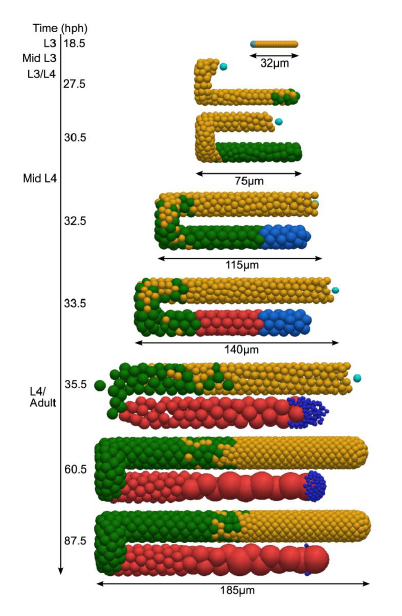 Time (hph)
L3 18.5
Mid L3
L3/L4
27.5
32μm
30.5
Mid L4
75μm
32.5
115μm
33.5
140μm
L4/
Adult
35.5
60.5
87.5
185μm